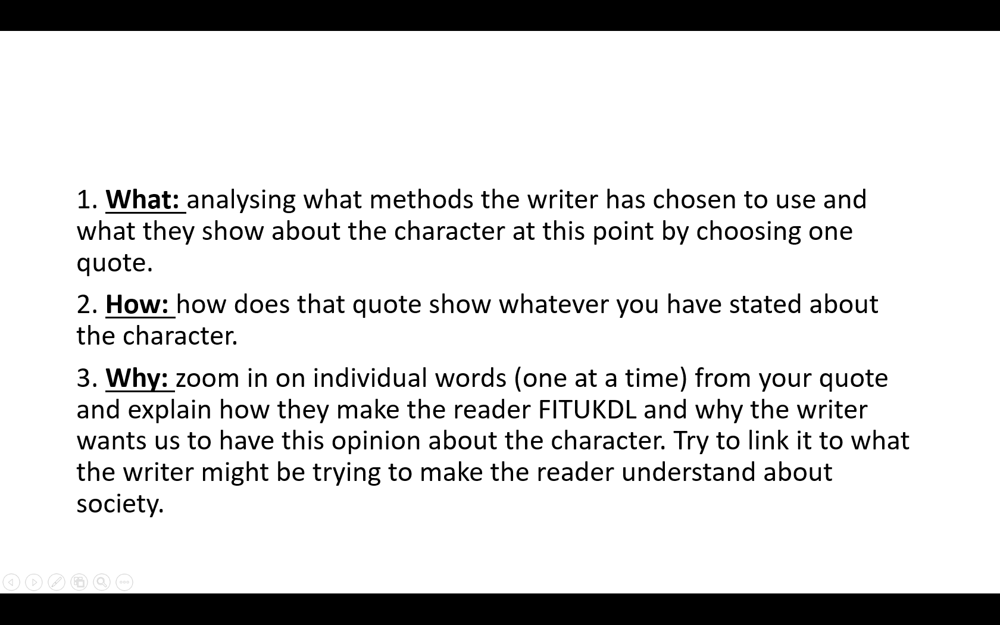 1. What: analysing what methods the writer has chosen to use and
what they show about the character at this point by choosing one
quote.
2. How: how does that quote show whatever you have stated about
the character.
3. Why: zoom in on individual words (one at a time) from your quote
and explain how they make the reader FITUKDL and why the writer
wants us to have this opinion about the character. Try to link it to what
the writer might be trying to make the reader understand about
society.